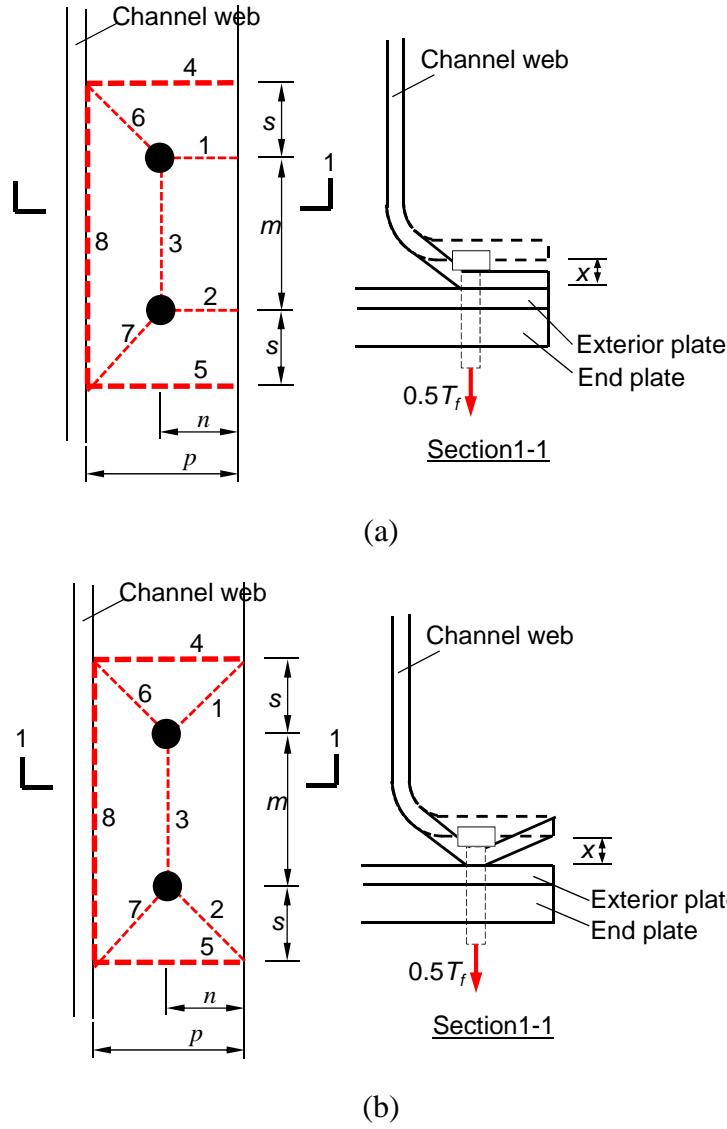 Channel web
4
6
s
1
1
8
3
m
2
7
s
5
n
p
Channel web
x
Exterior plate
End plate
0.5T_f
Section1-1
(a)
Channel web
4
6
1
s
1
1
8
3
m
7
2
s
5
n
p
Channel web
x
Exterior plat
End plate
0.5T_f
Section1-1
(b)